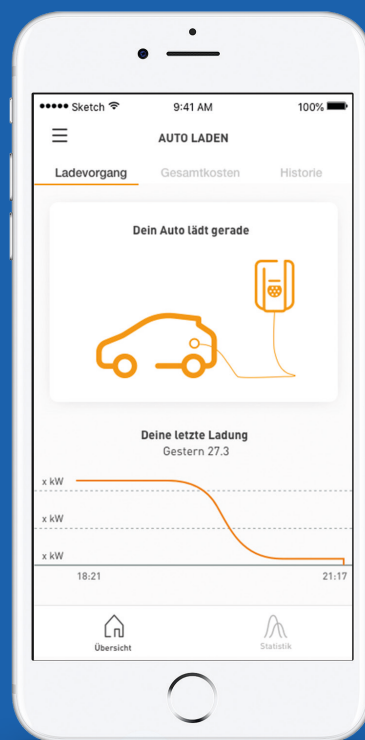 Sketch 9:41 AM 100%
AUTO LADEN
Ladevorgang Gesamtkosten Historie
Dein Auto lädt gerade
Deine letzte Ladung
Gestern 27.3
x kW
x kW
x kW
18:21 21:17
Übersicht Statistik